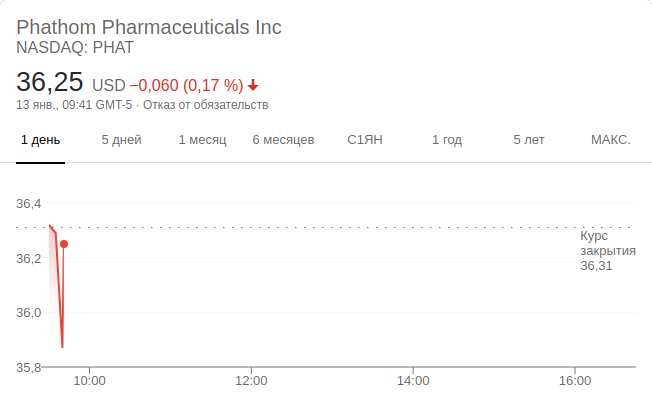 Phathom Pharmaceuticals Inc
NASDAQ: PHAT
36,25 USD −0,060 (0,17 %)
13 янв., 09:41 GMT-5 · Отказ от обязательств
1 день 5 дней 1 месяц 6 месяцев С1ЯН 1 год 5 лет МАКС.
36,4
Курс
закрытия
36,31
36,2
36,0
35,8
10:00 12:00 14:00 16:00